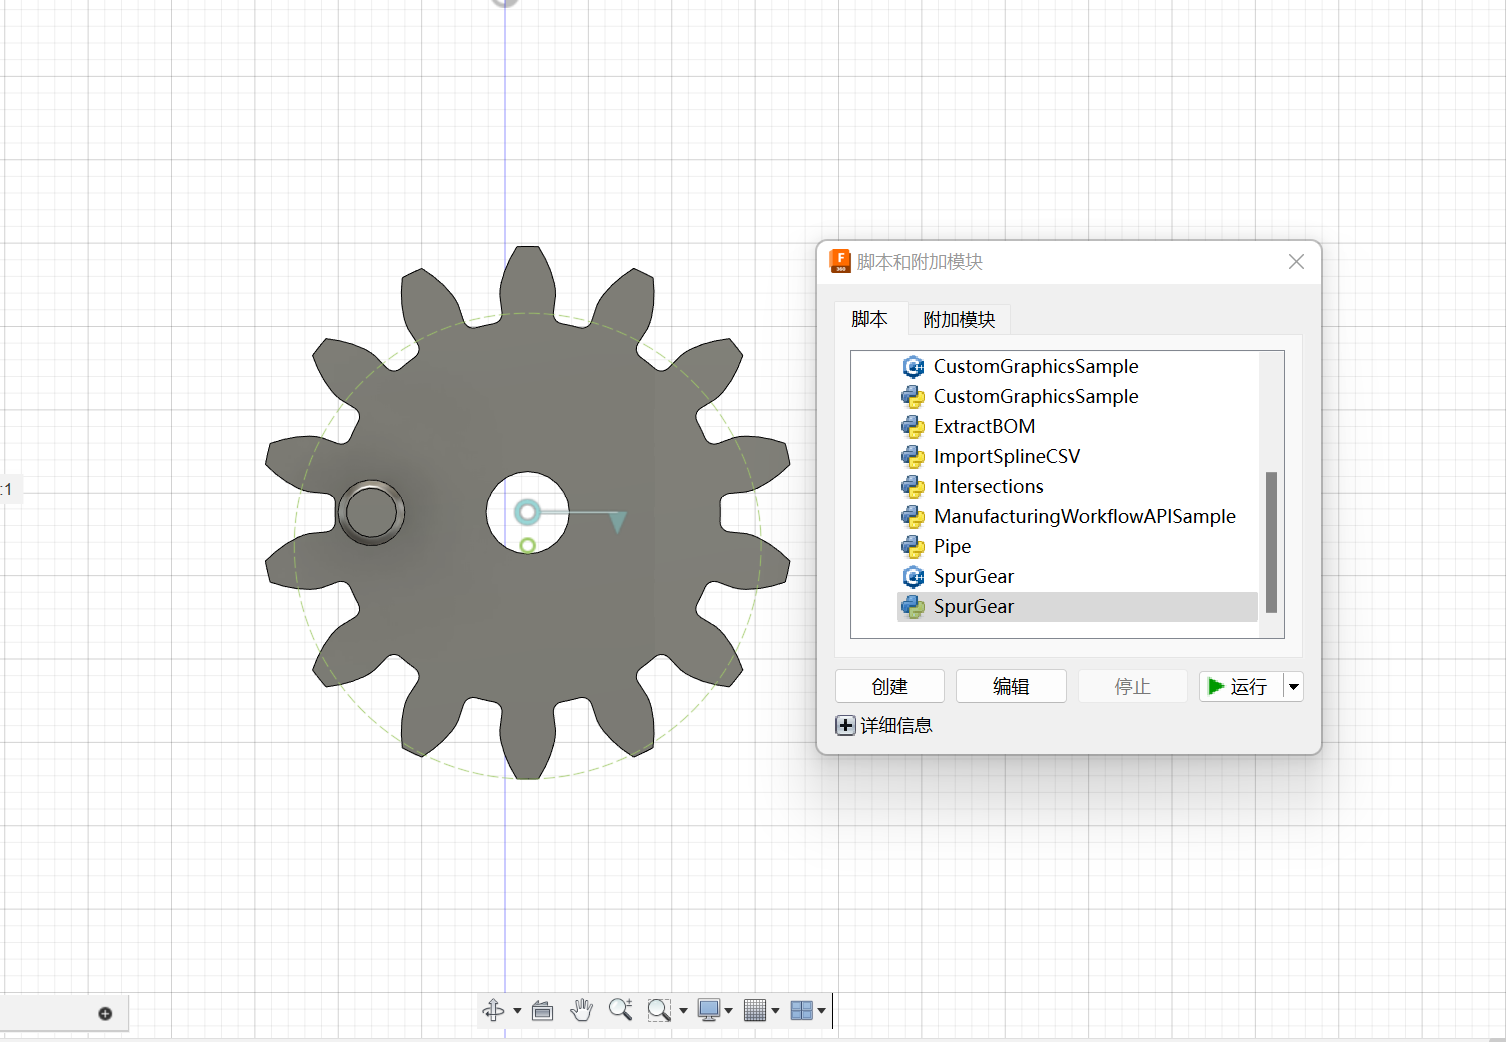 脚本和附加模块
脚本
附加模块
CustomGraphicsSample
CustomGraphicsSample
ExtractBOM
ImportSplineCSV
:1
Intersections
ManufacturingWorkflowAPISample
Pipe
SpurGear
SpurGear
创建
编辑
停止
运行
详细信息